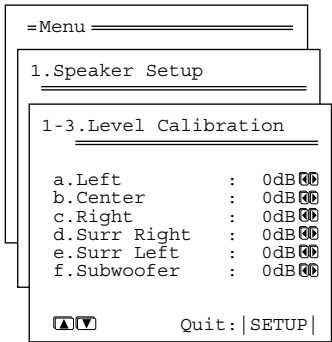 =Menu
1.Speaker Setup
1-3.Level Calibration
a.Left : 0dB
b.Center : 0dB
c.Right : 0dB
d.Surr Right : 0dB
e.Surr Left : 0dB
f.Subwoofer : 0dB
Quit:|SETUP|